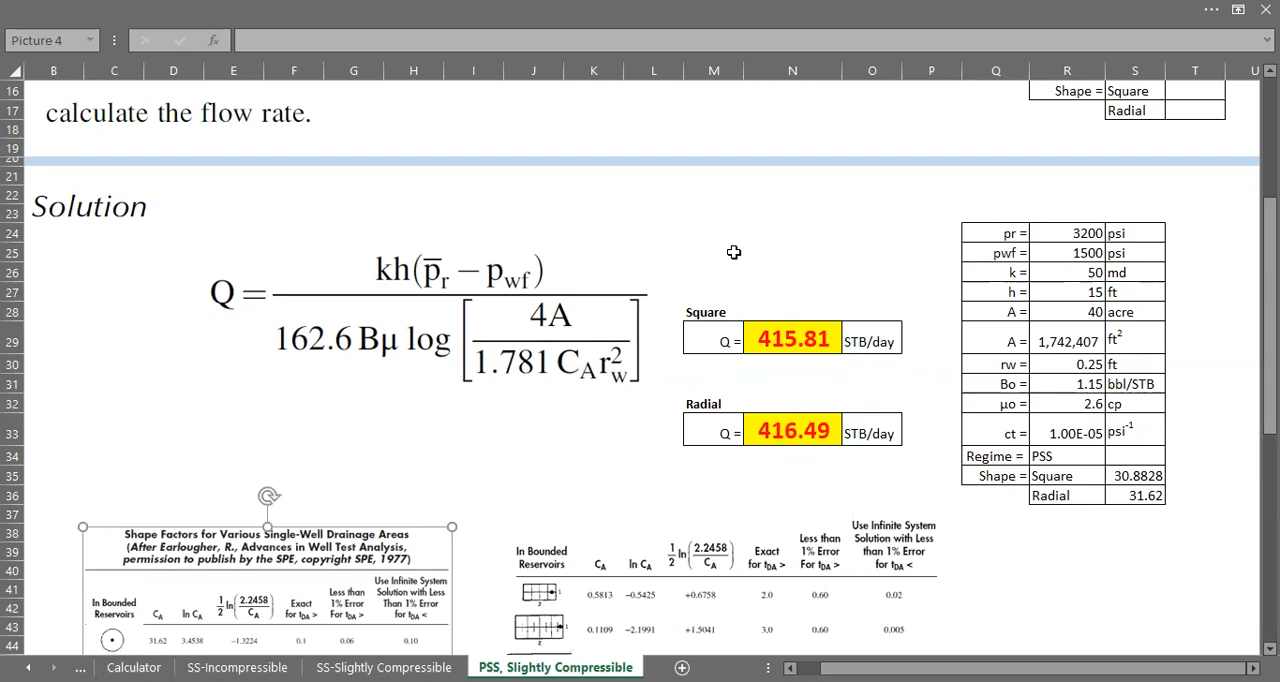 Picture 4
fx
B C D E F G H I J K L M N O P Q R S T U
16 Shape = Square
17 calculate the flow rate. Radial
18
19
20
21
22 Solution
23
24 pr = 3200 psi
25 pwf = 1500 psi
26 k = 50 md
27 h = 15 ft
28 Square A = 40 acre
29 Q = 415.81 STB/day A = 1,742,407 ft²
30 rw = 0.25 ft
31 Bo = 1.15 bbl/STB
32 Radial µo = 2.6 cp
33 Q = 416.49 STB/day ct = 1.00E-05 psi⁻¹
34 Regime = PSS
35 Shape = Square 30.8828
36 Radial 31.62
37
38
39
40
41
42
43
44
Q = kh(p̅r − pwf) / 162.6 Bµ log [4A / 1.781 CA rw²]
Shape Factors for Various Single-Well Drainage Areas
(After Earlougher, R., Advances in Well Test Analysis,
permission to publish by the SPE, copyright SPE, 1977)
In Bounded Reservoirs CA ln CA 1/2 ln(2.2458/CA) Exact for tDA > Less than 1% Error For tDA > Use Infinite System Solution with Less Than 1% Error for tDA <
31.62 3.4538 −1.3224 0.1 0.06 0.10
In Bounded Reservoirs CA ln CA 1/2 ln(2.2458/CA) Exact for tDA > Less than 1% Error For tDA > Use Infinite System Solution with Less than 1% Error for tDA <
1 2 0.5813 −0.5425 +0.6758 2.0 0.60 0.02
1 2 0.1109 −2.1991 +1.5041 3.0 0.60 0.005
... Calculator SS-Incompressible SS-Slightly Compressible PSS, Slightly Compressible